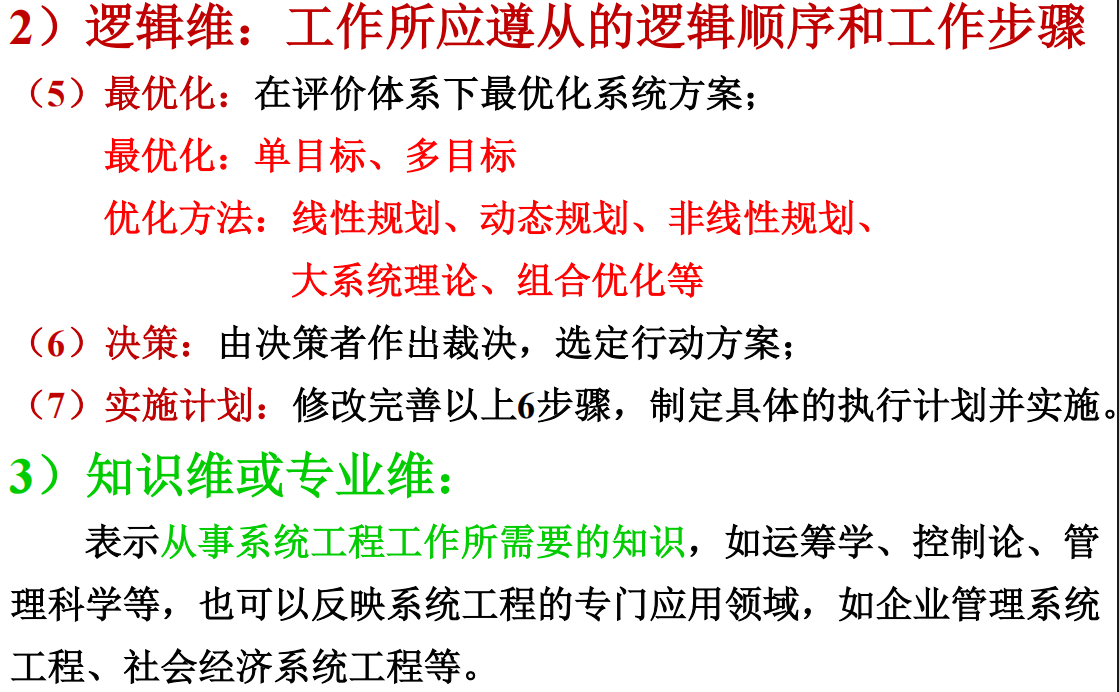 2）逻辑维：工作所应遵从的逻辑顺序和工作步骤
（5）最优化：在评价体系下最优化系统方案；
最优化：单目标、多目标
优化方法：线性规划、动态规划、非线性规划、
大系统理论、组合优化等
（6）决策：由决策者作出裁决，选定行动方案；
（7）实施计划：修改完善以上6步骤，制定具体的执行计划并实施。
3）知识维或专业维：
表示从事系统工程工作所需要的知识，如运筹学、控制论、管
理科学等，也可以反映系统工程的专门应用领域，如企业管理系统
工程、社会经济系统工程等。